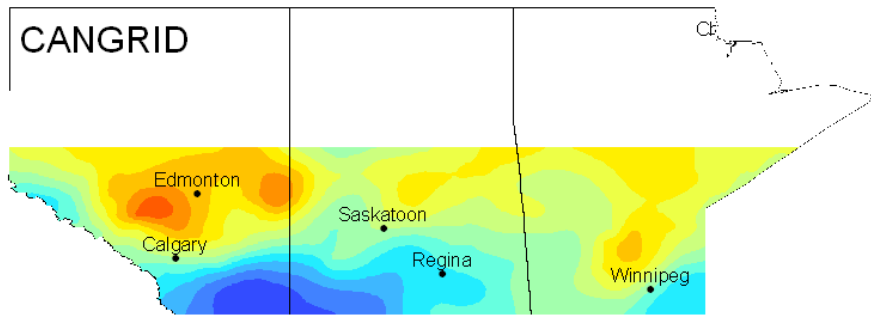 CANGRID
Edmonton
Saskatoon
Calgary
Regina
Winnipeg